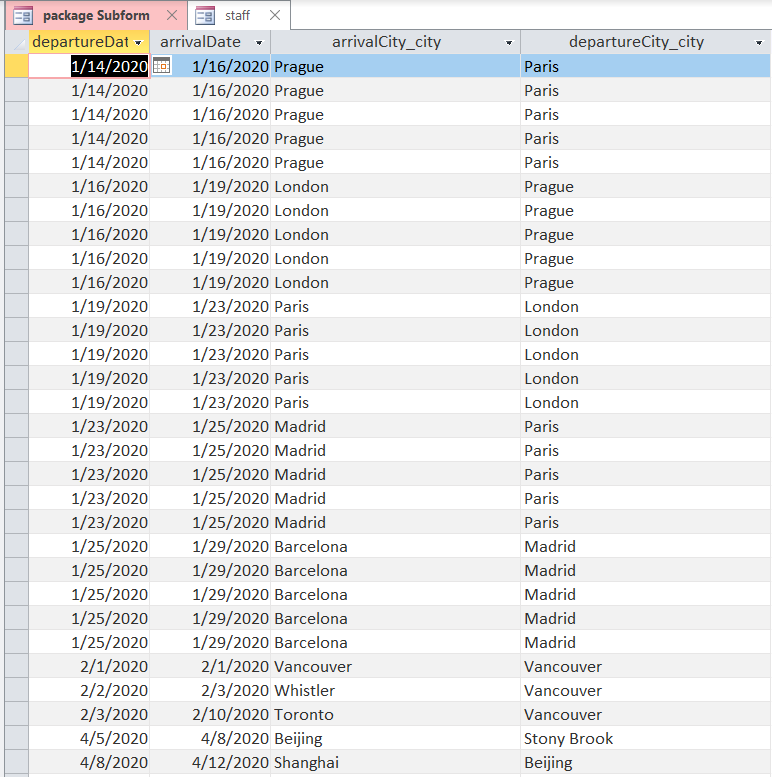 package Subform staff
departureDat arrivalDate arrivalCity_city departureCity_city
1/14/2020 1/16/2020 Prague Paris
1/14/2020 1/16/2020 Prague Paris
1/14/2020 1/16/2020 Prague Paris
1/14/2020 1/16/2020 Prague Paris
1/14/2020 1/16/2020 Prague Paris
1/16/2020 1/19/2020 London Prague
1/16/2020 1/19/2020 London Prague
1/16/2020 1/19/2020 London Prague
1/16/2020 1/19/2020 London Prague
1/16/2020 1/19/2020 London Prague
1/19/2020 1/23/2020 Paris London
1/19/2020 1/23/2020 Paris London
1/19/2020 1/23/2020 Paris London
1/19/2020 1/23/2020 Paris London
1/19/2020 1/23/2020 Paris London
1/23/2020 1/25/2020 Madrid Paris
1/23/2020 1/25/2020 Madrid Paris
1/23/2020 1/25/2020 Madrid Paris
1/23/2020 1/25/2020 Madrid Paris
1/23/2020 1/25/2020 Madrid Paris
1/25/2020 1/29/2020 Barcelona Madrid
1/25/2020 1/29/2020 Barcelona Madrid
1/25/2020 1/29/2020 Barcelona Madrid
1/25/2020 1/29/2020 Barcelona Madrid
1/25/2020 1/29/2020 Barcelona Madrid
2/1/2020 2/1/2020 Vancouver Vancouver
2/2/2020 2/3/2020 Whistler Vancouver
2/3/2020 2/10/2020 Toronto Vancouver
4/5/2020 4/8/2020 Beijing Stony Brook
4/8/2020 4/12/2020 Shanghai Beijing